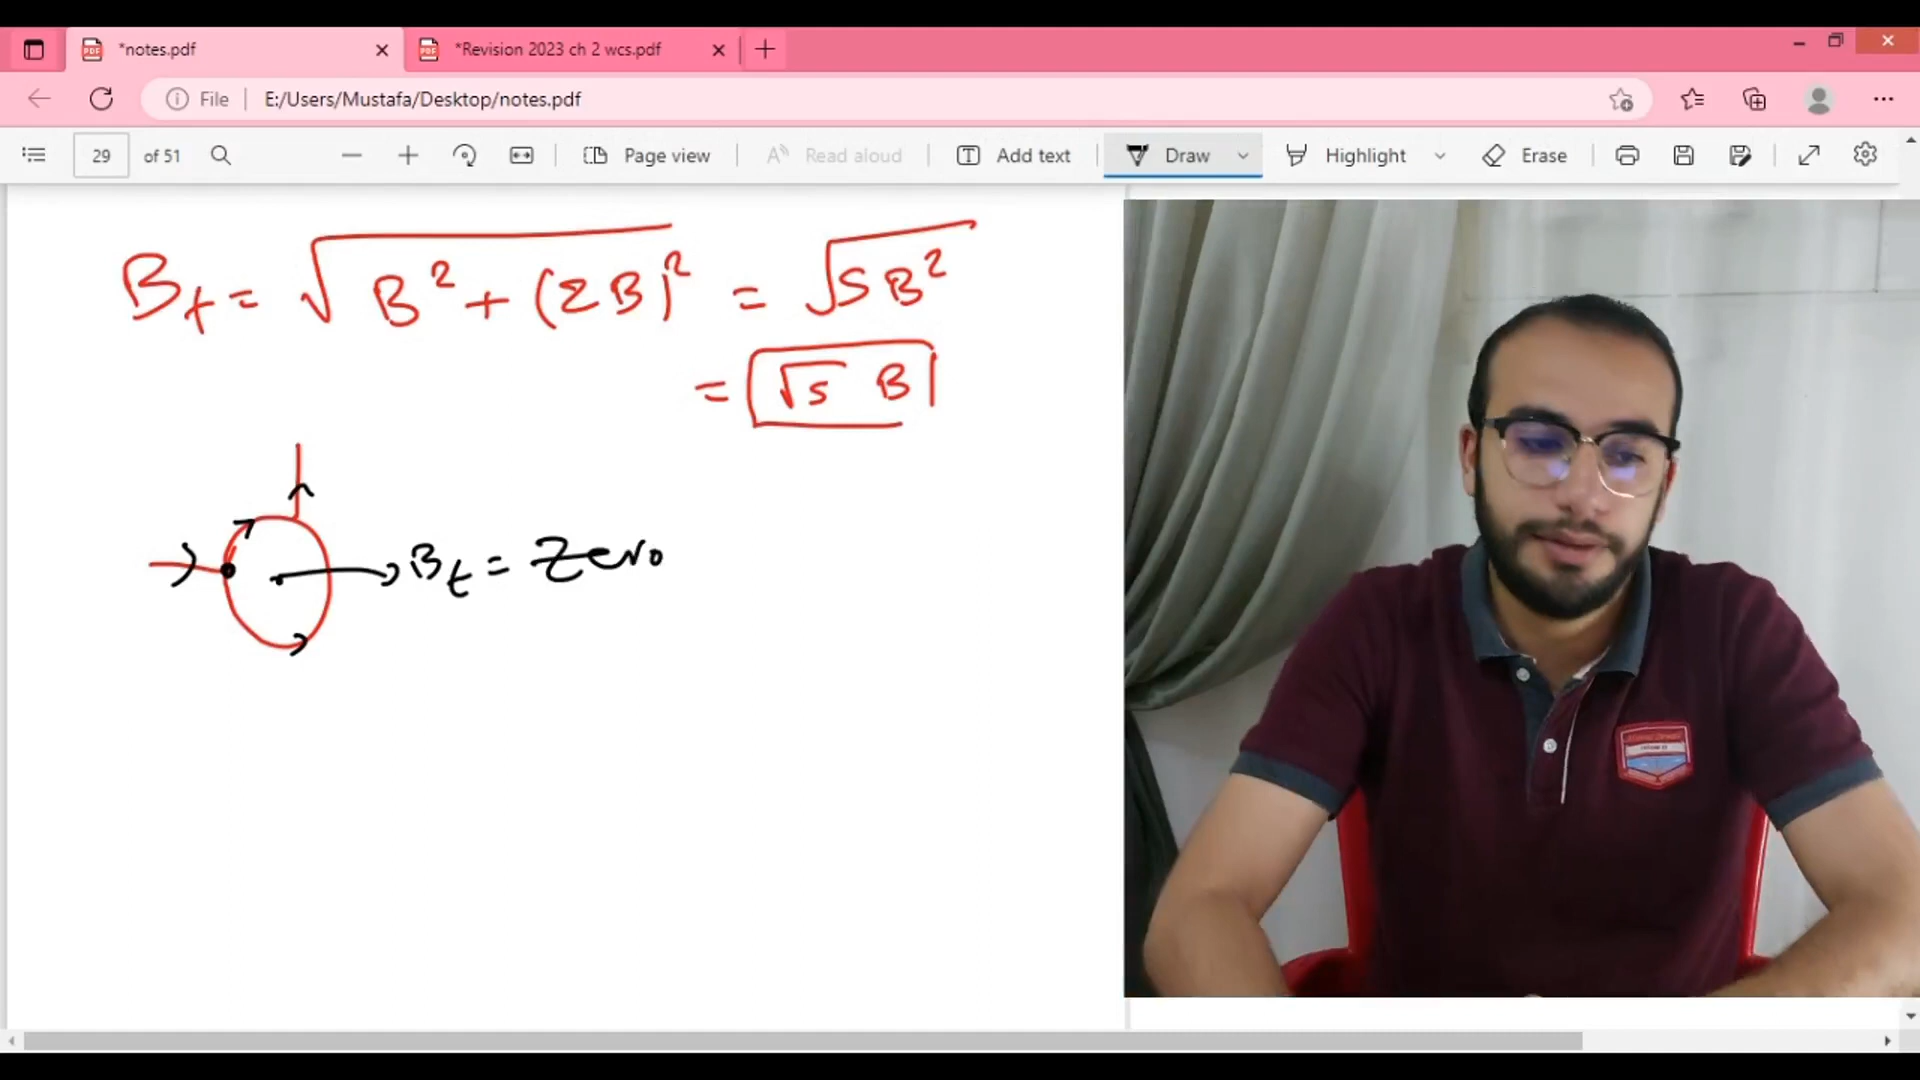 *notes.pdf
*Revision 2023 ch 2 wcs.pdf
File
E:/Users/Mustafa/Desktop/notes.pdf
29 of 51
Page view
Read aloud
Add text
Draw
Highlight
Erase
Bt = √B² + (2B)² = √5B²
= √5 B
Bt = Zero